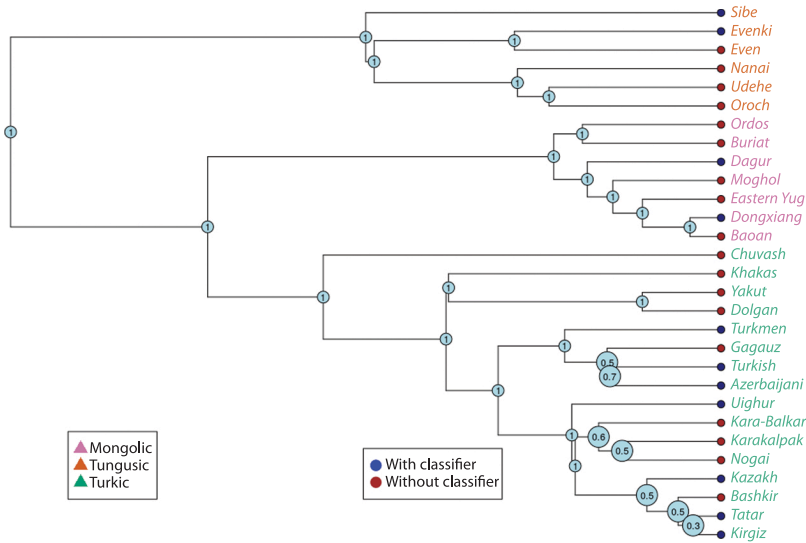 Sibe
1
Evenki
1
Even
1
Nanai
1
Udehe
1
Oroch
Ordos
1
1
Buriat
1
Dagur
1
Moghol
1
Eastern Yug
1
Dongxiang
1
1
Baoan
Chuvash
Khakas
1
Yakut
1
1
Dolgan
Turkmen
1
1
Gagauz
0.5
Turkish
0.7
Azerbaijani
1
Uighur
Kara-Balkar
1
0.6
Karakalpak
0.5
Nogai
1
Kazakh
0.5
Bashkir
0.5
Tatar
0.3
Kirgiz
Mongolic
Tungusic
Turkic
With classifier
Without classifier